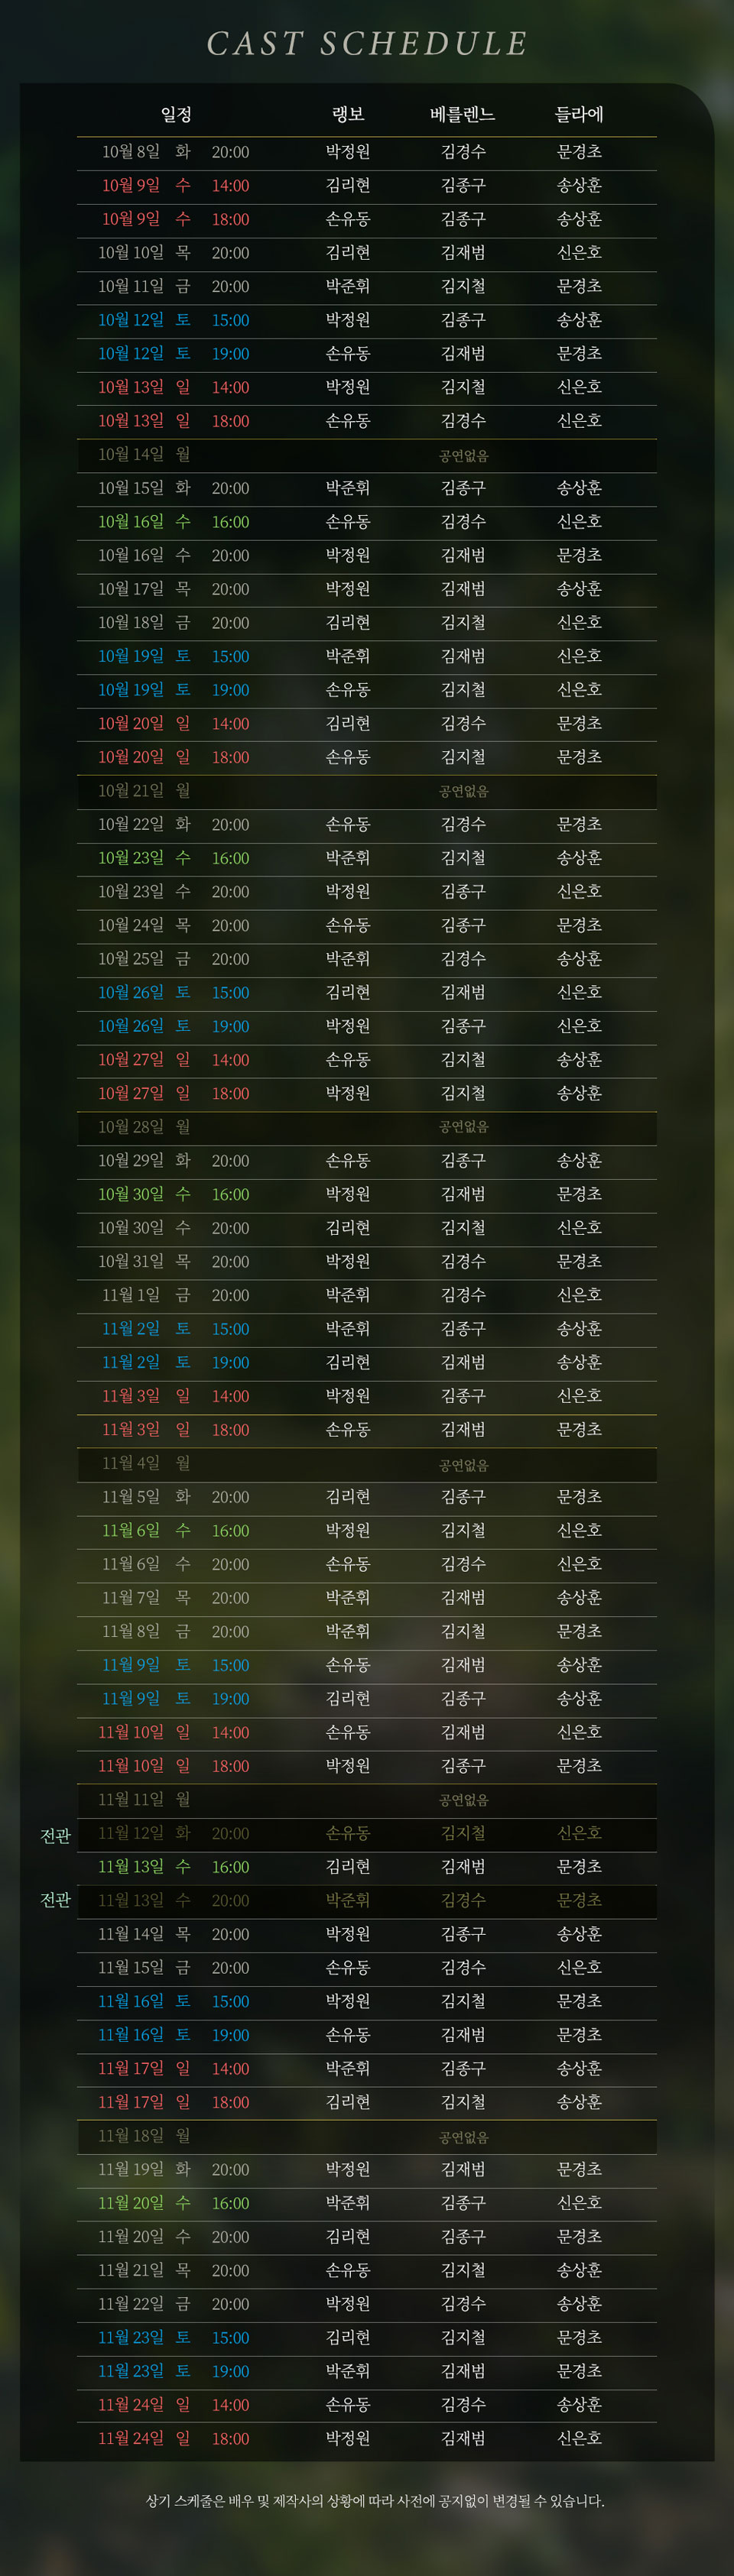 CAST SCHEDULE
일정 랭보 베를렌느 들라에
10월 8일 화 20:00 박정원 김경수 문경초
10월 9일 수 14:00 김리현 김종구 송상훈
10월 9일 수 18:00 손유동 김종구 송상훈
10월 10일 목 20:00 김리현 김재범 신은호
10월 11일 금 20:00 박준휘 김지철 문경초
10월 12일 토 15:00 박정원 김종구 송상훈
10월 12일 토 19:00 손유동 김재범 문경초
10월 13일 일 14:00 박정원 김지철 신은호
10월 13일 일 18:00 손유동 김경수 신은호
10월 14일 월 공연없음
10월 15일 화 20:00 박준휘 김종구 송상훈
10월 16일 수 16:00 손유동 김경수 신은호
10월 16일 수 20:00 박정원 김재범 문경초
10월 17일 목 20:00 박정원 김재범 송상훈
10월 18일 금 20:00 김리현 김지철 신은호
10월 19일 토 15:00 박준휘 김재범 신은호
10월 19일 토 19:00 손유동 김지철 신은호
10월 20일 일 14:00 김리현 김경수 문경초
10월 20일 일 18:00 손유동 김지철 문경초
10월 21일 월 공연없음
10월 22일 화 20:00 손유동 김경수 문경초
10월 23일 수 16:00 박준휘 김지철 송상훈
10월 23일 수 20:00 박정원 김종구 신은호
10월 24일 목 20:00 손유동 김종구 문경초
10월 25일 금 20:00 박준휘 김경수 송상훈
10월 26일 토 15:00 김리현 김재범 신은호
10월 26일 토 19:00 박정원 김종구 신은호
10월 27일 일 14:00 손유동 김지철 송상훈
10월 27일 일 18:00 박정원 김지철 송상훈
10월 28일 월 공연없음
10월 29일 화 20:00 손유동 김종구 송상훈
10월 30일 수 16:00 박정원 김재범 문경초
10월 30일 수 20:00 김리현 김지철 신은호
10월 31일 목 20:00 박정원 김경수 문경초
11월 1일 금 20:00 박준휘 김경수 신은호
11월 2일 토 15:00 박준휘 김종구 송상훈
11월 2일 토 19:00 김리현 김재범 송상훈
11월 3일 일 14:00 박정원 김종구 신은호
11월 3일 일 18:00 손유동 김재범 문경초
11월 4일 월 공연없음
11월 5일 화 20:00 김리현 김종구 문경초
11월 6일 수 16:00 박정원 김지철 신은호
11월 6일 수 20:00 손유동 김경수 신은호
11월 7일 목 20:00 박준휘 김재범 송상훈
11월 8일 금 20:00 박준휘 김지철 문경초
11월 9일 토 15:00 손유동 김재범 송상훈
11월 9일 토 19:00 김리현 김종구 송상훈
11월 10일 일 14:00 손유동 김재범 신은호
11월 10일 일 18:00 박정원 김종구 문경초
11월 11일 월 공연없음
전관 11월 12일 화 20:00 손유동 김지철 신은호
11월 13일 수 16:00 김리현 김재범 문경초
전관 11월 13일 수 20:00 박준휘 김경수 문경초
11월 14일 목 20:00 박정원 김종구 송상훈
11월 15일 금 20:00 손유동 김경수 신은호
11월 16일 토 15:00 박정원 김지철 문경초
11월 16일 토 19:00 손유동 김재범 문경초
11월 17일 일 14:00 박준휘 김종구 송상훈
11월 17일 일 18:00 김리현 김지철 송상훈
11월 18일 월 공연없음
11월 19일 화 20:00 박정원 김재범 문경초
11월 20일 수 16:00 박준휘 김종구 신은호
11월 20일 수 20:00 김리현 김종구 문경초
11월 21일 목 20:00 손유동 김지철 송상훈
11월 22일 금 20:00 박정원 김경수 송상훈
11월 23일 토 15:00 김리현 김지철 문경초
11월 23일 토 19:00 박준휘 김재범 문경초
11월 24일 일 14:00 손유동 김경수 송상훈
11월 24일 일 18:00 박정원 김재범 신은호
상기 스케줄은 배우 및 제작사의 상황에 따라 사전에 공지없이 변경될 수 있습니다.